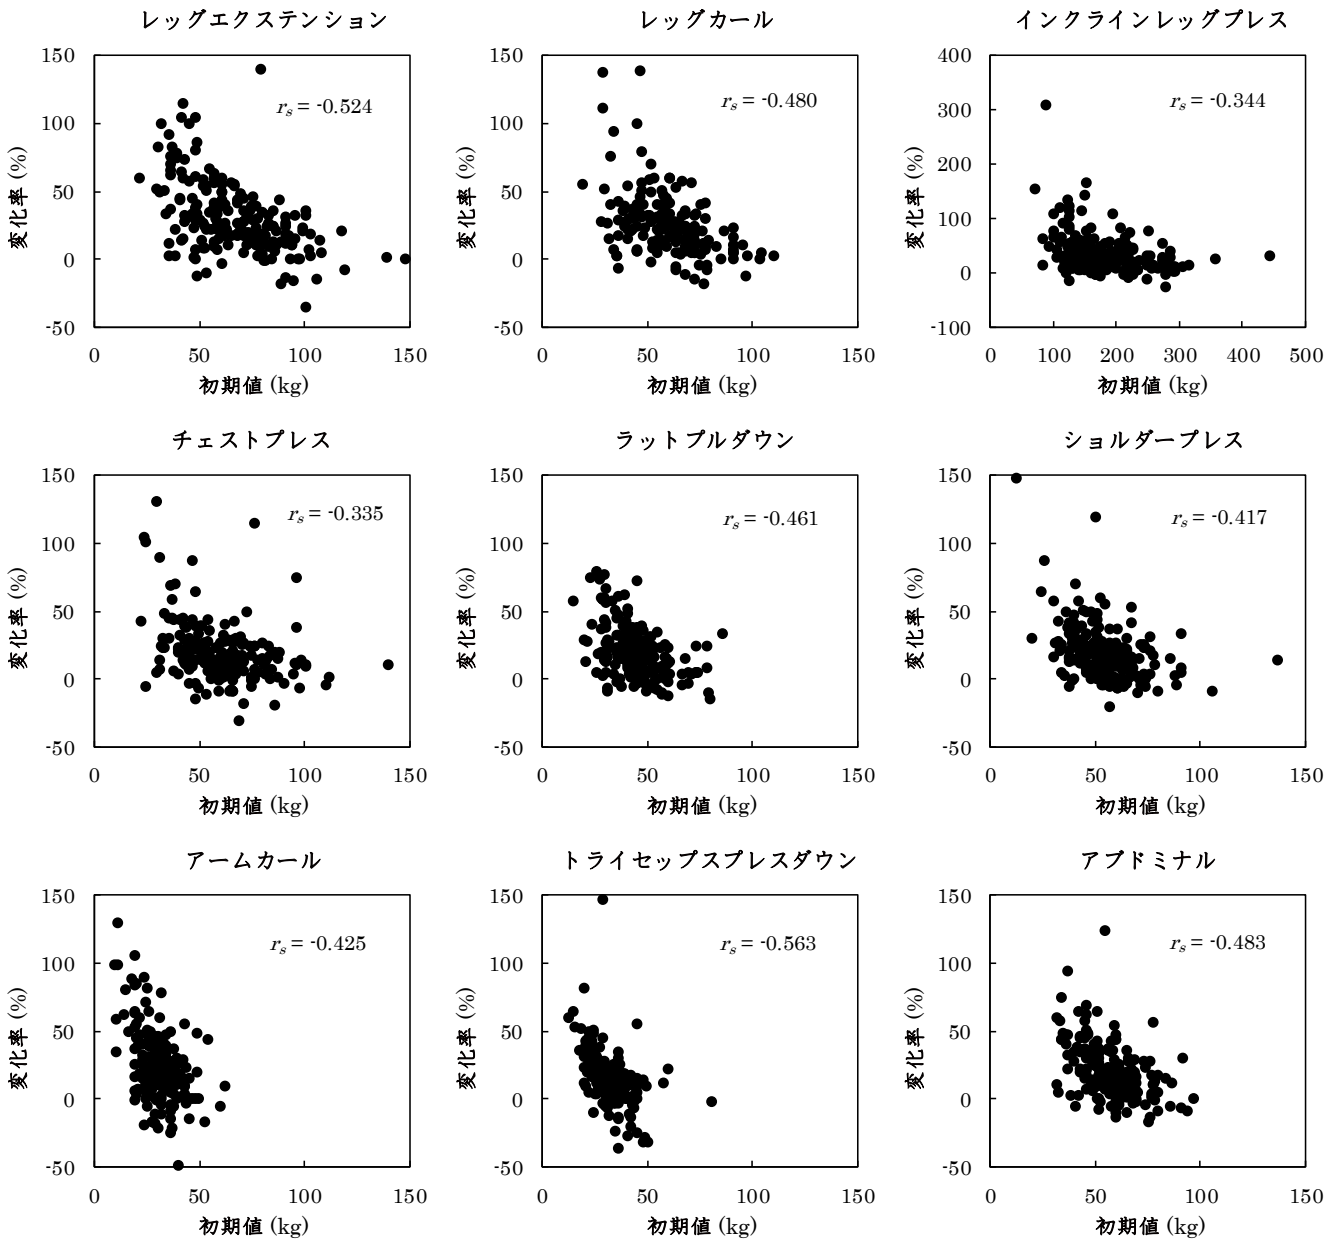 レッグエクステンション
レッグカール
インクラインレッグプレス
150
100
50
0
-50
変化率 (%)
rs = -0.524
0 50 100 150
初期値 (kg)
150
100
50
0
-50
変化率 (%)
rs = -0.480
0 50 100 150
初期値 (kg)
400
300
200
100
0
-100
変化率 (%)
rs = -0.344
0 100 200 300 400 500
初期値 (kg)
チェストプレス
ラットプルダウン
ショルダープレス
150
100
50
0
-50
変化率 (%)
rs = -0.335
0 50 100 150
初期値 (kg)
150
100
50
0
-50
変化率 (%)
rs = -0.461
0 50 100 150
初期値 (kg)
150
100
50
0
-50
変化率 (%)
rs = -0.417
0 50 100 150
初期値 (kg)
アームカール
トライセップスプレスダウン
アブドミナル
150
100
50
0
-50
変化率 (%)
rs = -0.425
0 50 100 150
初期値 (kg)
150
100
50
0
-50
変化率 (%)
rs = -0.563
0 50 100 150
初期値 (kg)
150
100
50
0
-50
変化率 (%)
rs = -0.483
0 50 100 150
初期値 (kg)